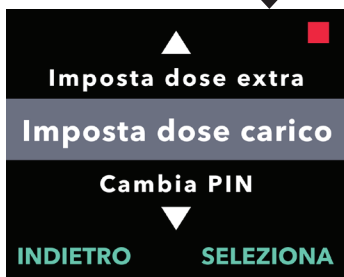 Imposta dose extra
Imposta dose carico
Cambia PIN
INDIETRO SELEZIONA